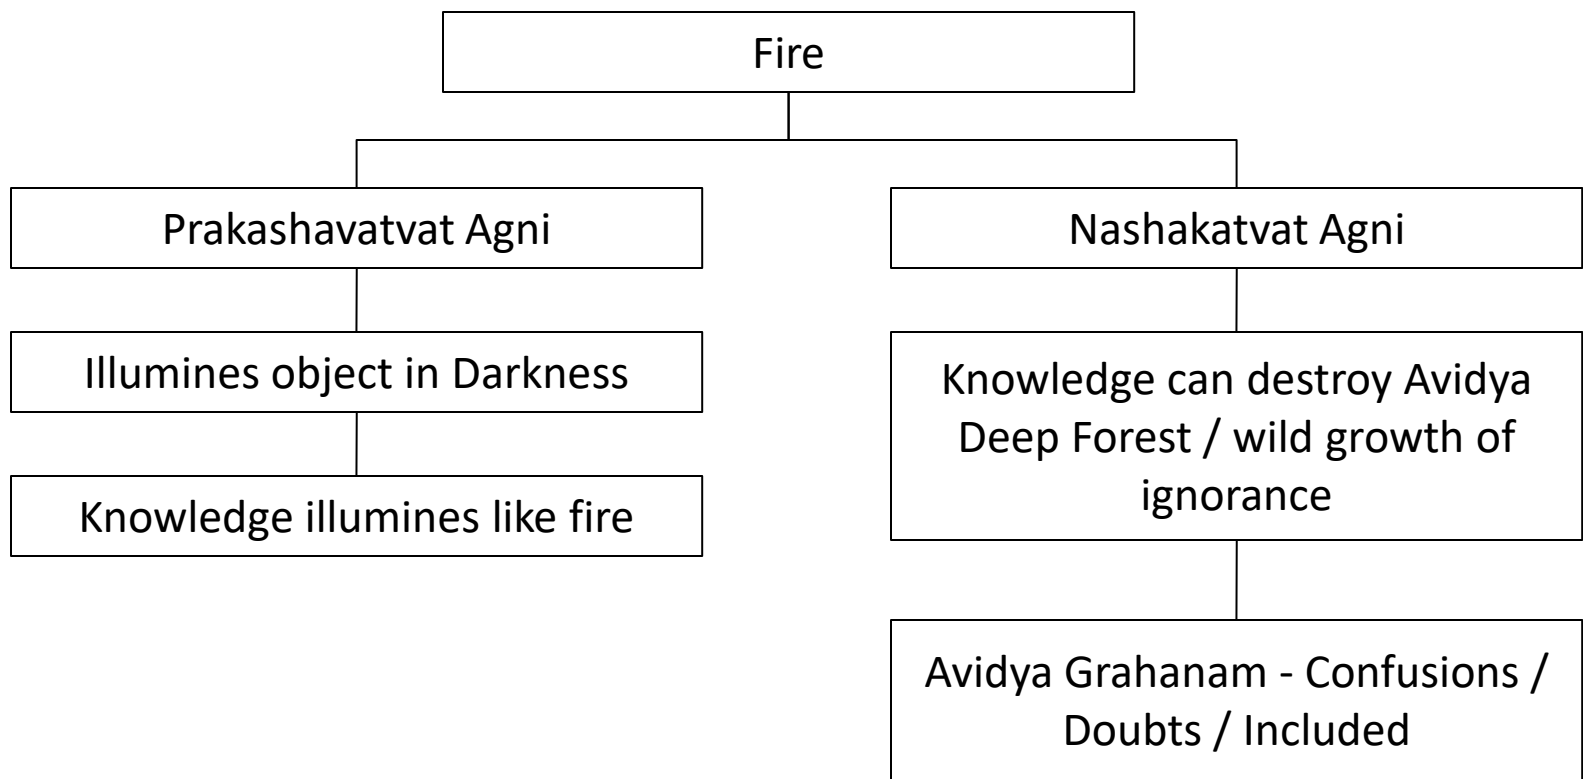 Fire
Prakashavatvat Agni
Illumines object in Darkness
Knowledge illumines like fire
Nashakatvat Agni
Knowledge can destroy Avidya
Deep Forest / wild growth of
ignorance
Avidya Grahanam - Confusions /
Doubts / Included